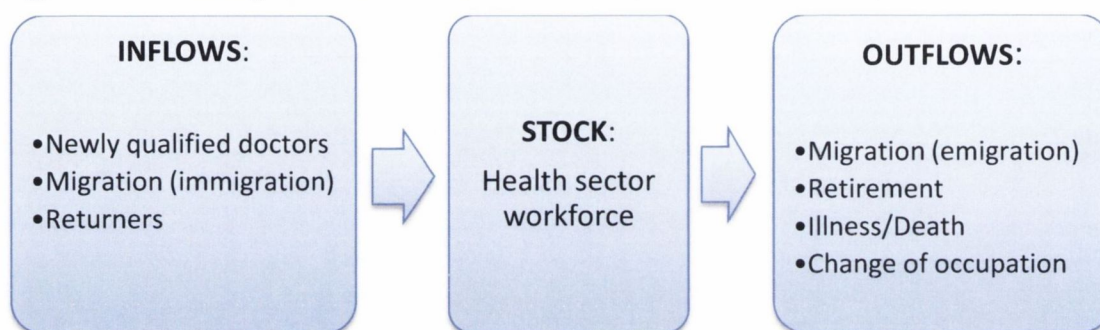 INFLOWS:
•Newly qualified doctors
•Migration (immigration)
•Returners
STOCK:
Health sector
workforce
OUTFLOWS:
•Migration (emigration)
•Retirement
•Illness/Death
•Change of occupation